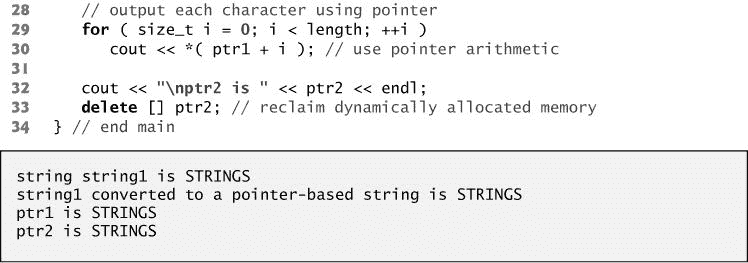 28 // output each character using pointer
29 for ( size_t i = 0; i < length; ++i )
30 cout << *( ptr1 + i ); // use pointer arithmetic
31
32 cout << "\nptr2 is " << ptr2 << endl;
33 delete [] ptr2; // reclaim dynamically allocated memory
34 } // end main
string string1 is STRINGS
string1 converted to a pointer-based string is STRINGS
ptr1 is STRINGS
ptr2 is STRINGS